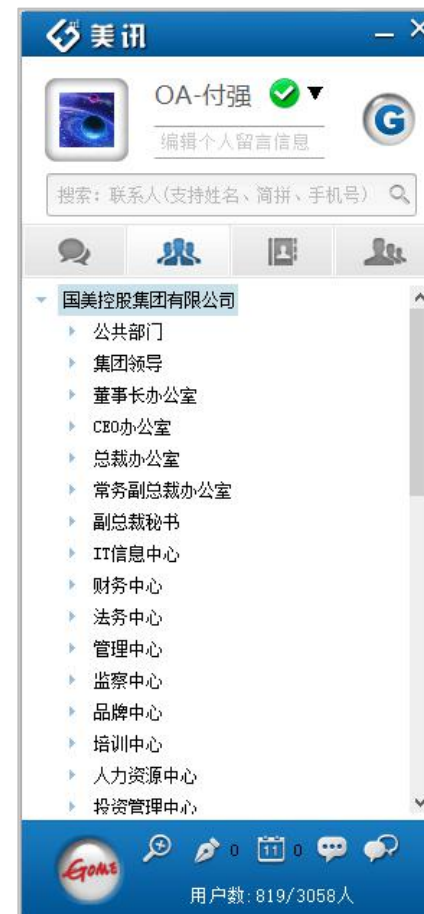 美讯
OA-付强
编辑个人留言信息
G
搜索: 联系人(支持姓名、简拼、手机号)
国美控股集团有限公司
公共部门
集团领导
董事长办公室
CEO办公室
总裁办公室
常务副总裁办公室
副总裁秘书
IT信息中心
财务中心
法务中心
管理中心
监察中心
品牌中心
培训中心
人力资源中心
投资管理中心
GOME
0
11
0
用户数:819/3058人